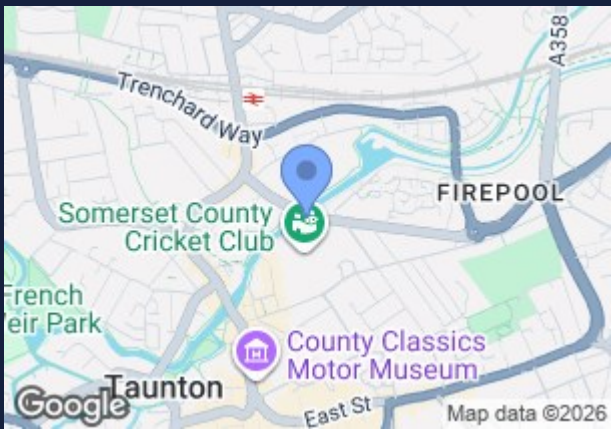 A358
Trenchard Way
FIREPOOL
Somerset County
Cricket Club
French
eir Park
County Classics
Motor Museum
Taunton
East St
Google
Map data ©2026